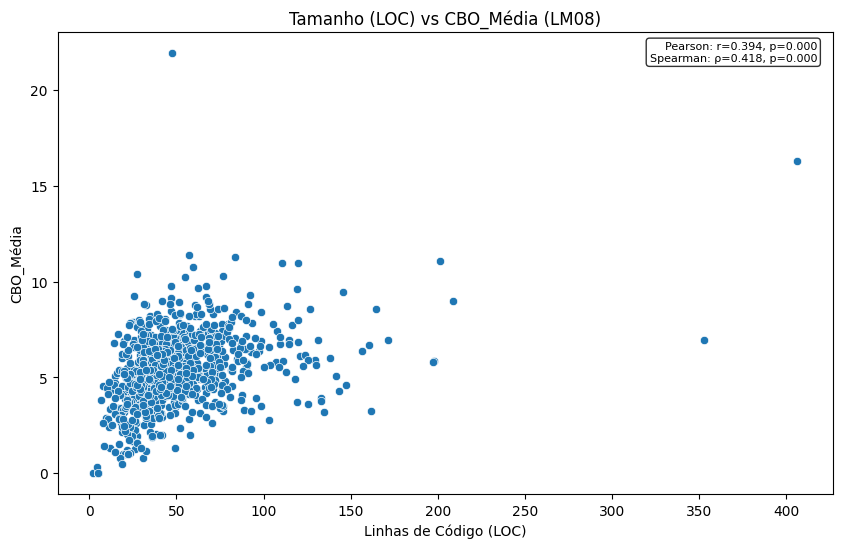 Tamanho (LOC) vs CBO_Média (LM08)
Pearson: r=0.394, p=0.000
Spearman: ρ=0.418, p=0.000
CBO_Média
20
15
10
5
0
0 50 100 150 200 250 300 350 400
Linhas de Código (LOC)